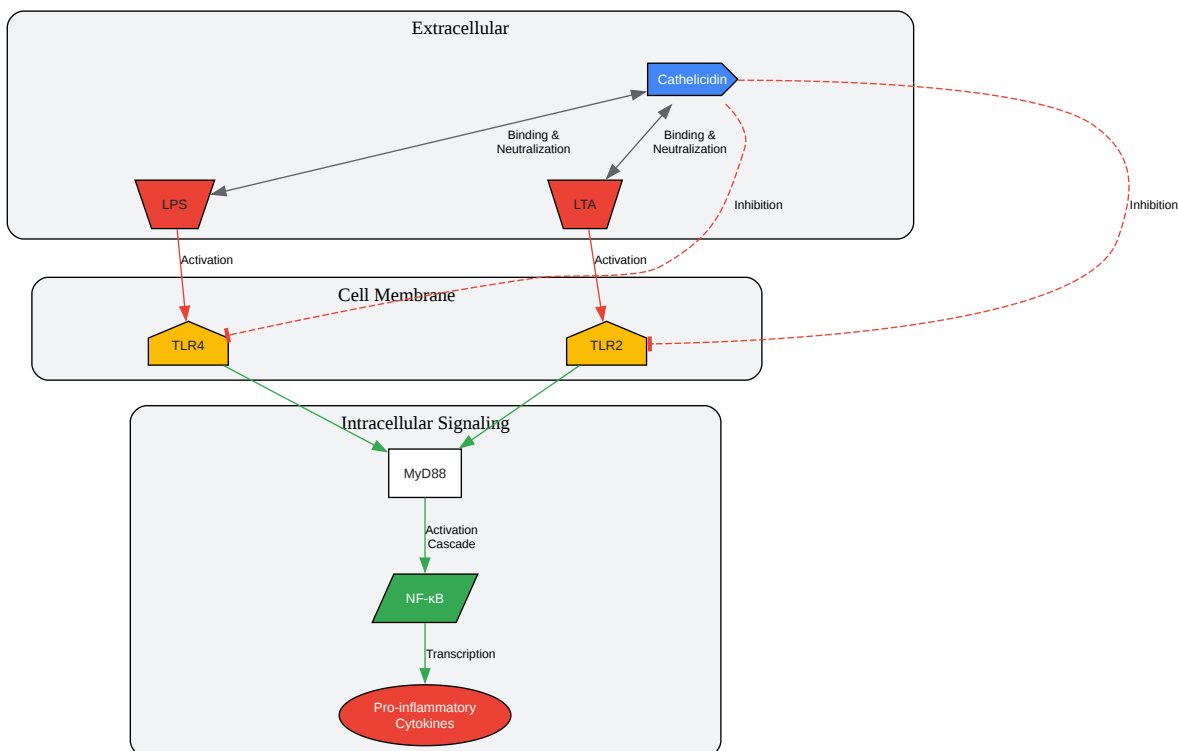 Extracellular
Cathelicidin
Binding &
Neutralization
Binding &
Neutralization
LPS
LTA
Inhibition
Inhibition
Activation
Activation
Cell Membrane
TLR4
TLR2
Intracellular Signaling
MyD88
Activation
Cascade
NF-κB
Transcription
Pro-inflammatory
Cytokines